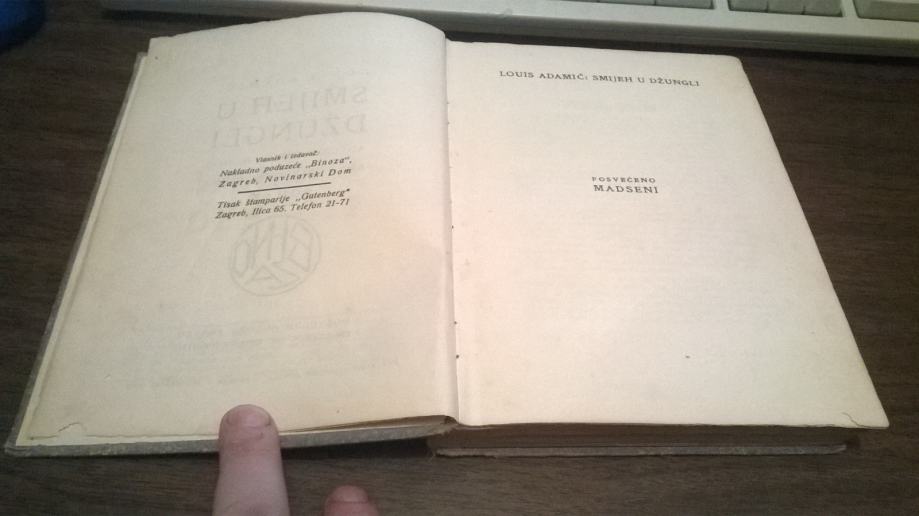 Vlasnik i izdavač:
Nakladno poduzeće „Binoza",
Zagreb, Novinarski Dom
Tisak štamparije „Gutenberg"
Zagreb, Ilica 65. Telefon 21-71
LOUIS ADAMIČ: SMIJEH U DŽUNGLI
POSVEĆENO
MADSENI